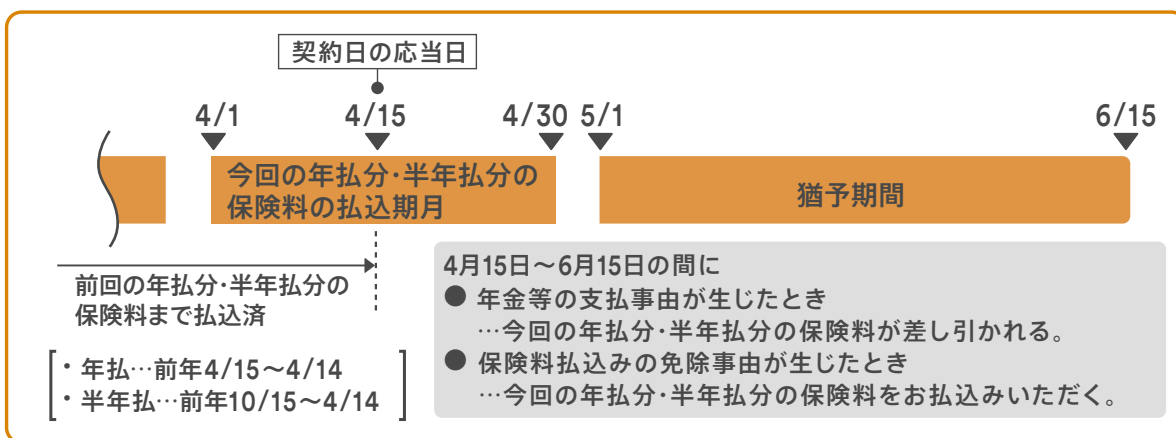 契約日の応当日
4/1
4/15
4/30
5/1
6/15
今回の年払分・半年払分の
保険料の払込期月
猶予期間
前回の年払分・半年払分の
保険料まで払込済
・年払…前年4/15～4/14
・半年払…前年10/15～4/14
4月15日～6月15日の間に
● 年金等の支払事由が生じたとき
…今回の年払分・半年払分の保険料が差し引かれる。
● 保険料払込みの免除事由が生じたとき
…今回の年払分・半年払分の保険料をお払込みいただく。